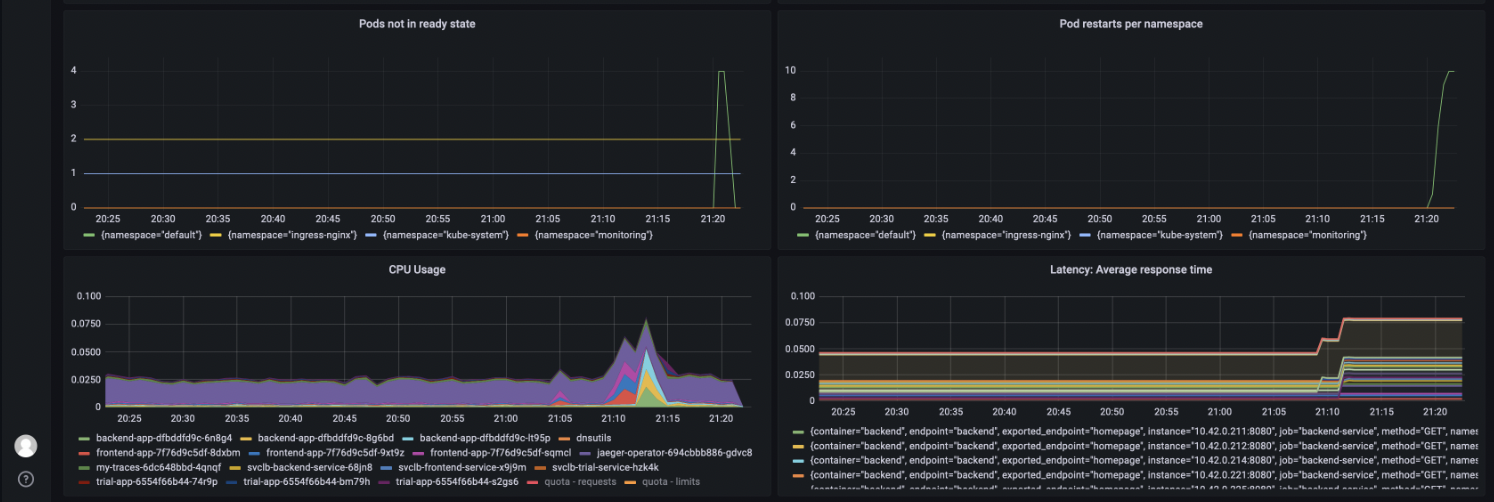 Pods not in ready state
4
3
2
1
0
20:25 20:30 20:35 20:40 20:45 20:50 20:55 21:00 21:05 21:10 21:15 21:20
{namespace="default"} {namespace="ingress-nginx"} {namespace="kube-system"} {namespace="monitoring"}
Pod restarts per namespace
10
8
6
4
2
0
20:25 20:30 20:35 20:40 20:45 20:50 20:55 21:00 21:05 21:10 21:15 21:20
{namespace="default"} {namespace="ingress-nginx"} {namespace="kube-system"} {namespace="monitoring"}
CPU Usage
0.100
0.0750
0.0500
0.0250
0
20:25 20:30 20:35 20:40 20:45 20:50 20:55 21:00 21:05 21:10 21:15 21:20
backend-app-dfbddfd9c-6n8g4 backend-app-dfbddfd9c-8g6bd backend-app-dfbddfd9c-lt95p dnsutils
frontend-app-7f76d9c5df-8dxbm frontend-app-7f76d9c5df-9xt9z frontend-app-7f76d9c5df-sqmcl jaeger-operator-694cbbb886-gdvc8
my-traces-6dc648bbd-4qnqf svclb-backend-service-68jn8 svclb-frontend-service-x9j9m svclb-trial-service-hzk4k
trial-app-6554f66b44-74r9p trial-app-6554f66b44-bm79h trial-app-6554f66b44-s2gs6 quota - requests quota - limits
Latency: Average response time
0.100
0.0750
0.0500
0.0250
0
20:25 20:30 20:35 20:40 20:45 20:50 20:55 21:00 21:05 21:10 21:15 21:20
{container="backend", endpoint="backend", exported_endpoint="homepage", instance="10.42.0.211:8080", job="backend-service", method="GET", names
{container="backend", endpoint="backend", exported_endpoint="homepage", instance="10.42.0.212:8080", job="backend-service", method="GET", names
{container="backend", endpoint="backend", exported_endpoint="homepage", instance="10.42.0.214:8080", job="backend-service", method="GET", names
{container="backend", endpoint="backend", exported_endpoint="homepage", instance="10.42.0.221:8080", job="backend-service", method="GET", names